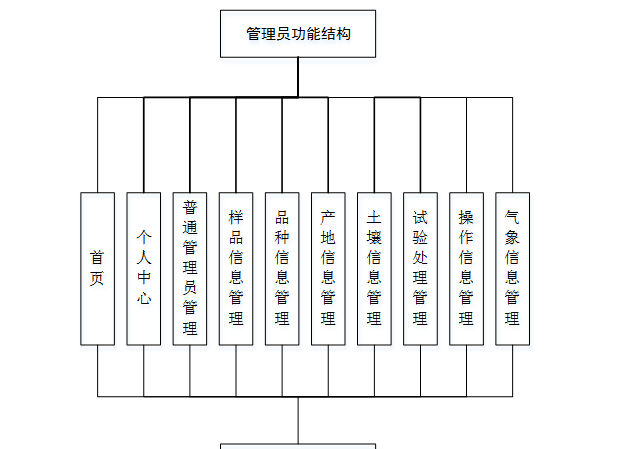 管理员功能结构
首页
个人中心
普通管理员管理
样品信息管理
品种信息管理
产地信息管理
土壤信息管理
试验处理管理
操作信息管理
气象信息管理